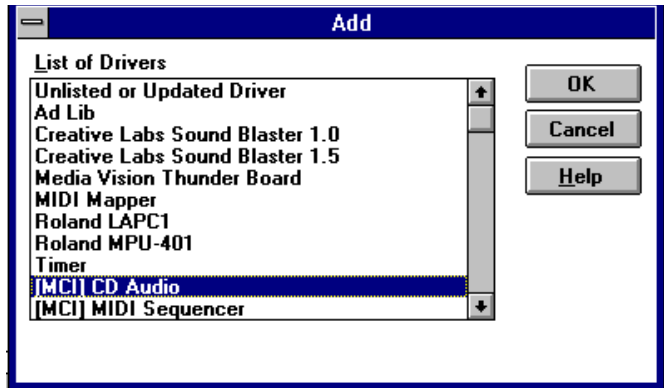 Add
List of Drivers
Unlisted or Updated Driver
Ad Lib
Creative Labs Sound Blaster 1.0
Creative Labs Sound Blaster 1.5
Media Vision Thunder Board
MIDI Mapper
Roland LAPC1
Roland MPU-401
Timer
[MCI] CD Audio
[MCI] MIDI Sequencer
OK
Cancel
Help